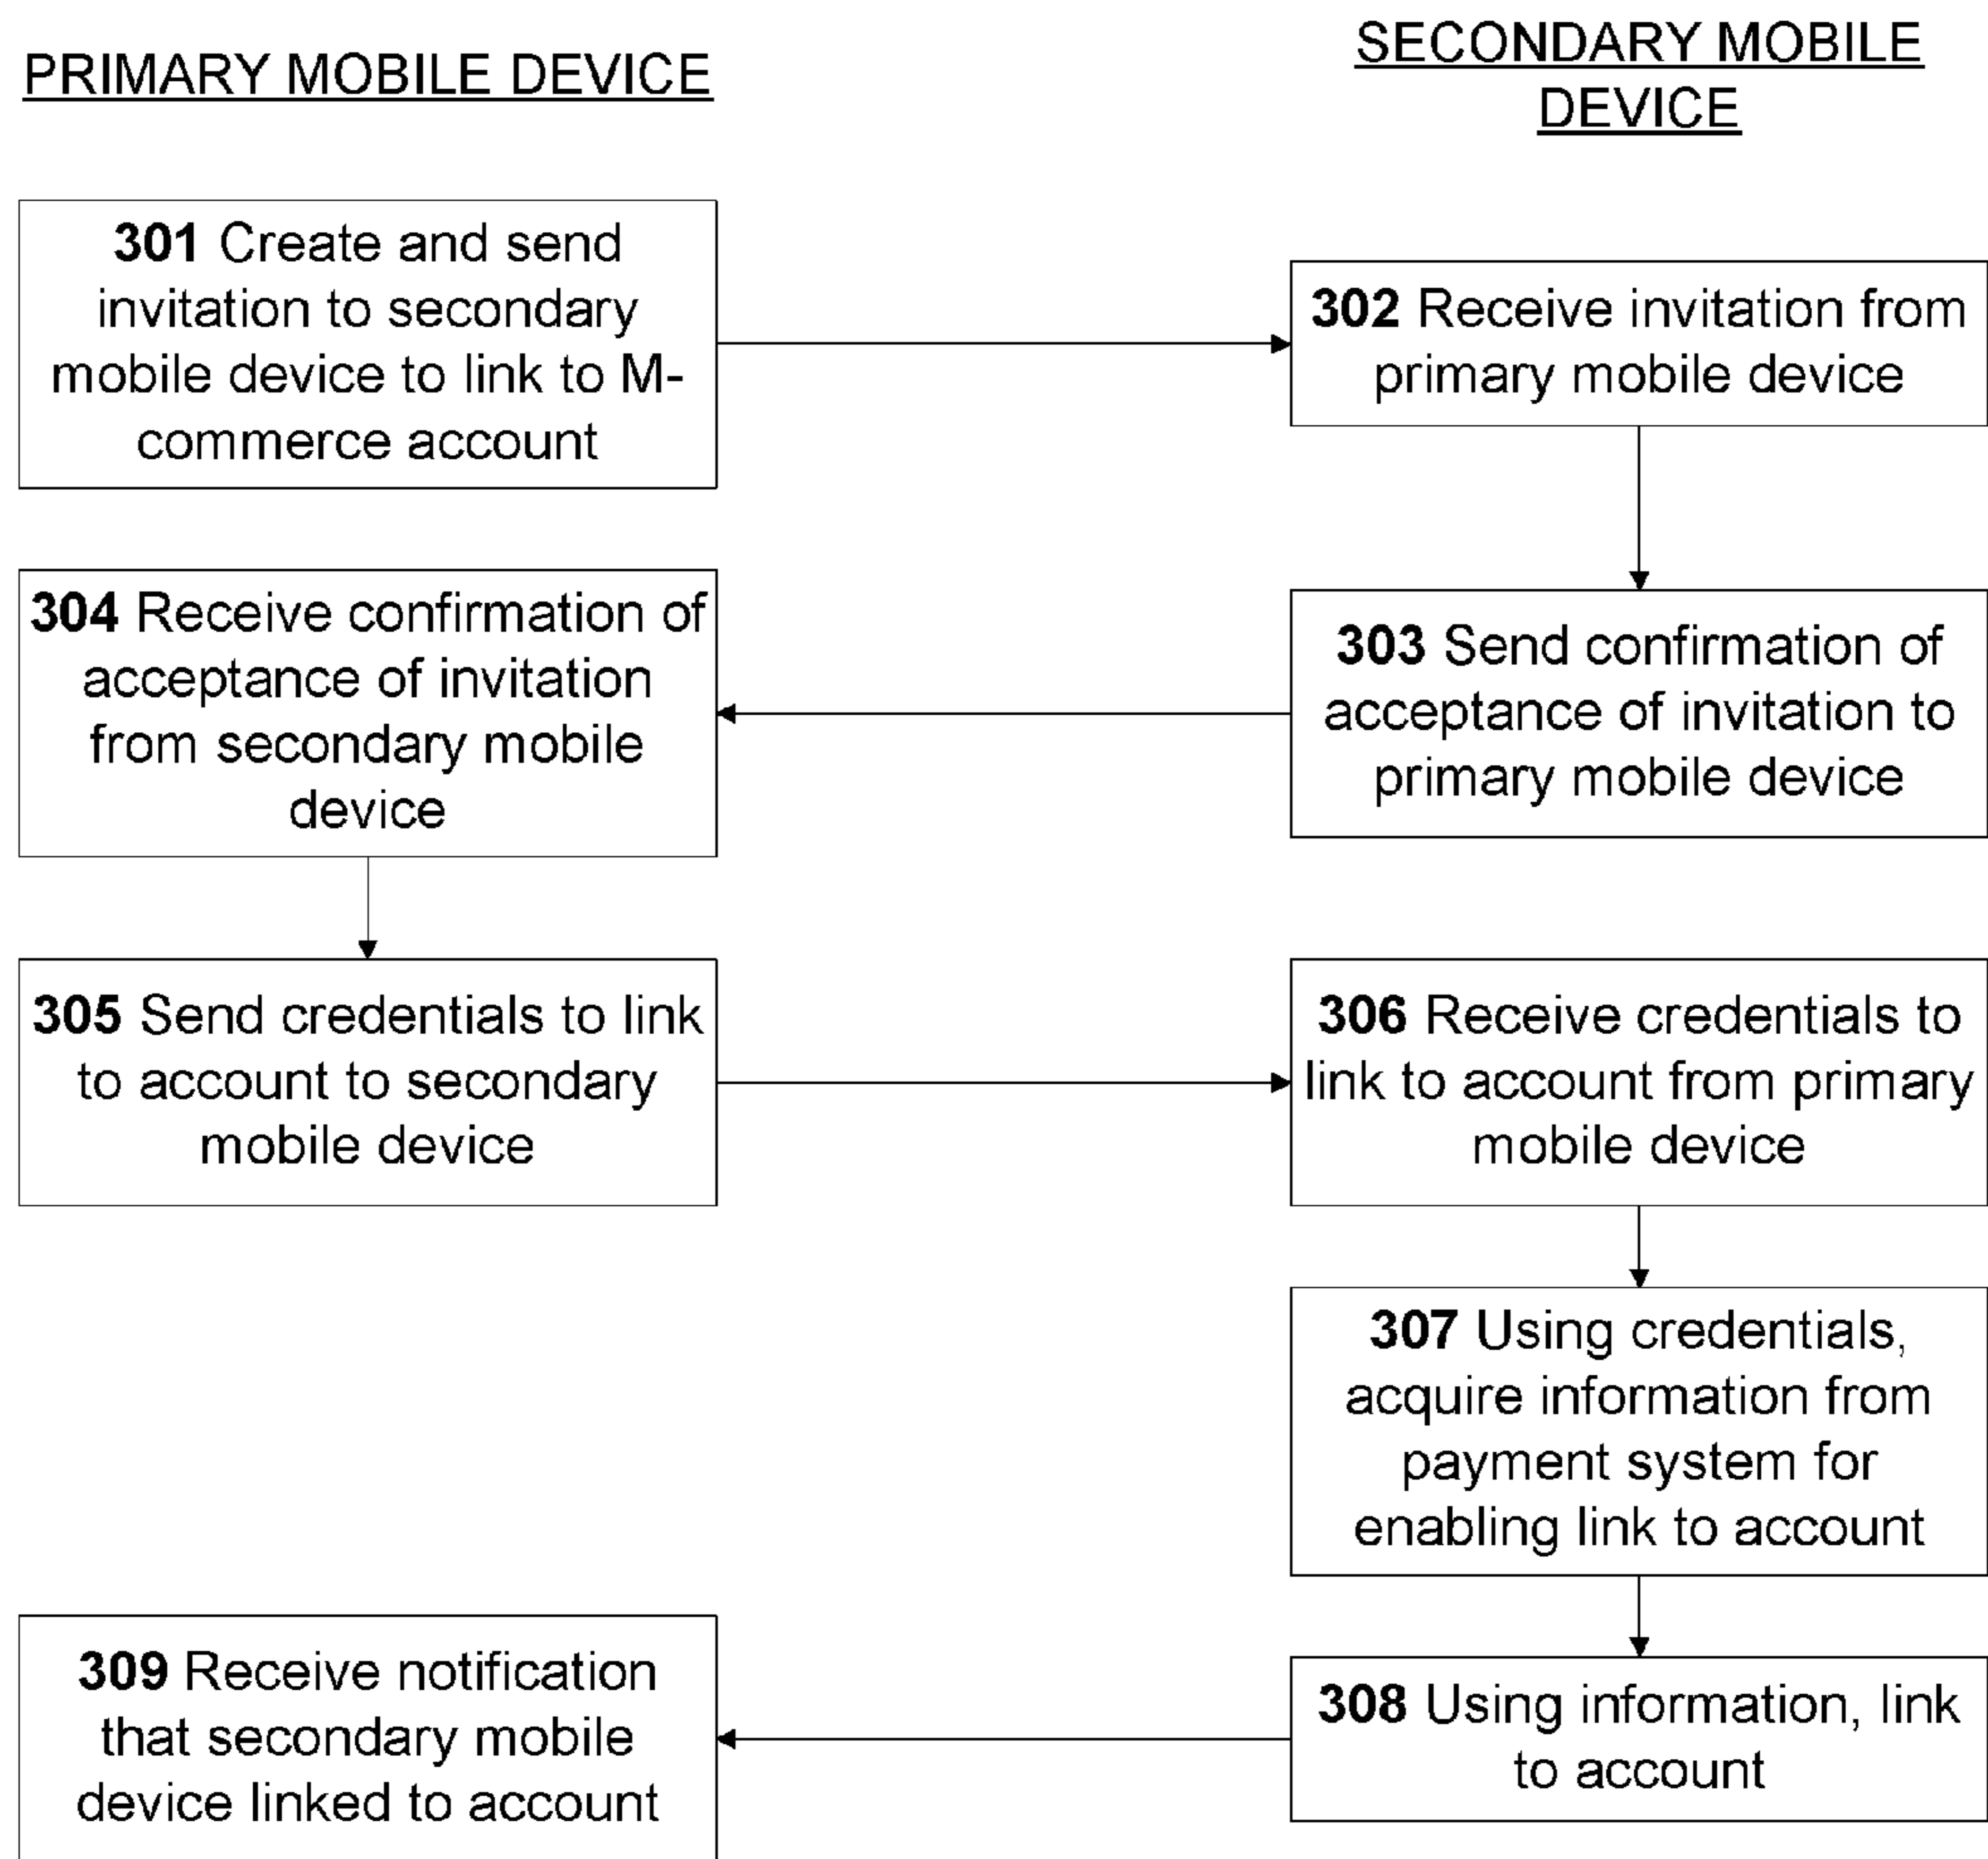 PRIMARY MOBILE DEVICE
SECONDARY MOBILE
DEVICE
301 Create and send
invitation to secondary
mobile device to link to M-
commerce account
302 Receive invitation from
primary mobile device
303 Send confirmation of
acceptance of invitation to
primary mobile device
304 Receive confirmation of
acceptance of invitation
from secondary mobile
device
305 Send credentials to link
to account to secondary
mobile device
306 Receive credentials to
link to account from primary
mobile device
307 Using credentials,
acquire information from
payment system for
enabling link to account
308 Using information, link
to account
309 Receive notification
that secondary mobile
device linked to account